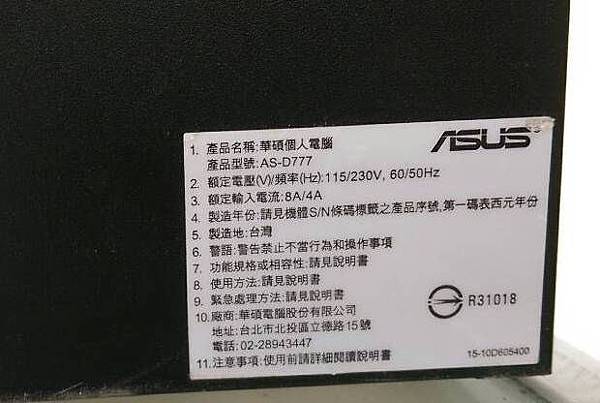 ASUS
1. 產品名稱:華碩個人電腦
產品型號:AS-D777
2. 額定電壓(V)/頻率(Hz):115/230V, 60/50Hz
3. 額定輸入電流:8A/4A
4. 製造年份:請見機體S/N條碼標籤之產品序號,第一碼表西元年份
5. 製造地:台灣
6. 警語:警告禁止不當行為和操作事項
7. 功能規格或相容性:請見說明書
8. 使用方法:請見說明書
9. 緊急處理方法:請見說明書
10. 廠商:華碩電腦股份有限公司
地址:台北市北投區立德路15號
電話:02-28943447
11. 注意事項:使用前請詳細閱讀說明書
R31018
15-10D605400